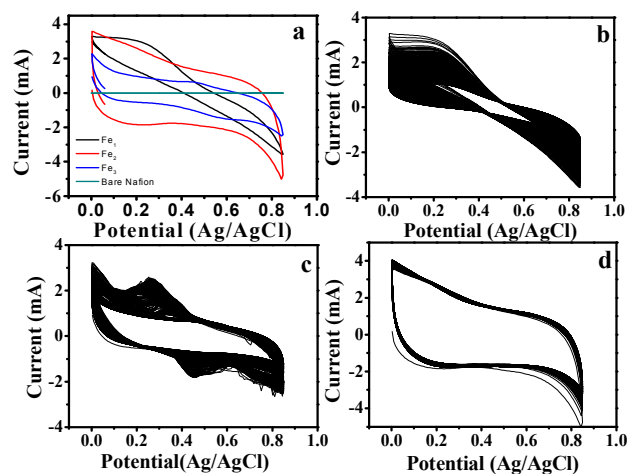 a
4
2
0
-2
-4
-6
Current (mA)
Fe1
Fe2
Fe3
Bare Nafion
0.0 0.2 0.4 0.6 0.8 1.0
Potential (Ag/AgCl)
b
4
2
0
-2
-4
Current (mA)
0.0 0.2 0.4 0.6 0.8 1.0
Potential (Ag/AgCl)
c
4
2
0
-2
-4
Current (mA)
0.0 0.2 0.4 0.6 0.8 1.0
Potential(Ag/AgCl)
d
6
4
2
0
-2
-4
Current (mA)
0.0 0.2 0.4 0.6 0.8 1.0
Potential (Ag/AgCl)